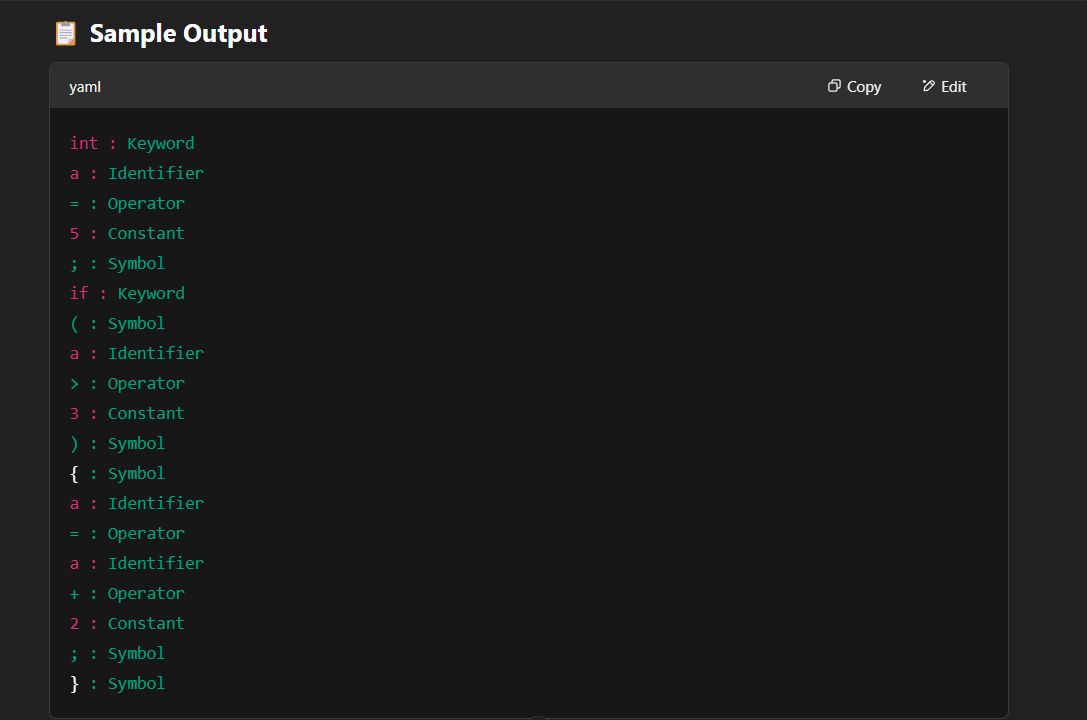 📋 Sample Output
yaml
Copy
Edit
int : Keyword
a : Identifier
= : Operator
5 : Constant
; : Symbol
if : Keyword
( : Symbol
a : Identifier
> : Operator
3 : Constant
) : Symbol
{ : Symbol
a : Identifier
= : Operator
a : Identifier
+ : Operator
2 : Constant
; : Symbol
} : Symbol